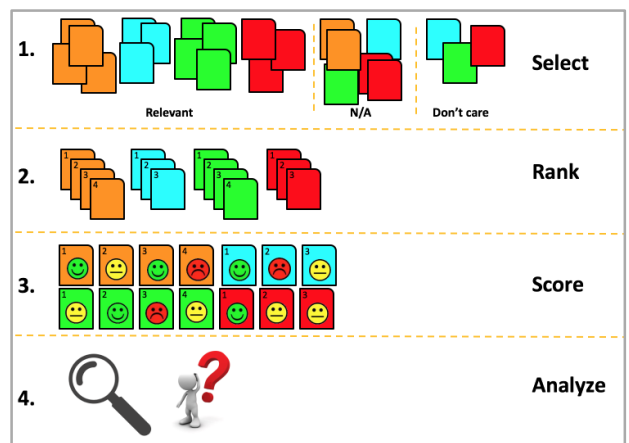 1.
Select
Relevant
N/A
Don't care
2.
1 2 3 4 1 2 3 1 2 3 4 1 2 3
Rank
3.
1 2 3 4 1 2 3
1 2 3 4 1 2 3
Score
4.
?
Analyze